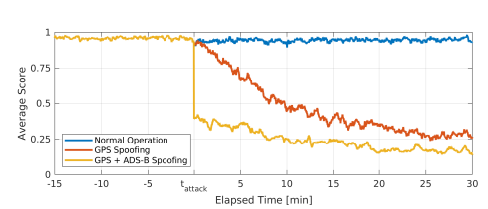 1
0.75
0.5
0.25
0
Average Score
Normal Operation
GPS Spoofing
GPS + ADS-B Spoofing
-15
-10
-5
t_attack
5
10
15
20
25
30
Elapsed Time [min]